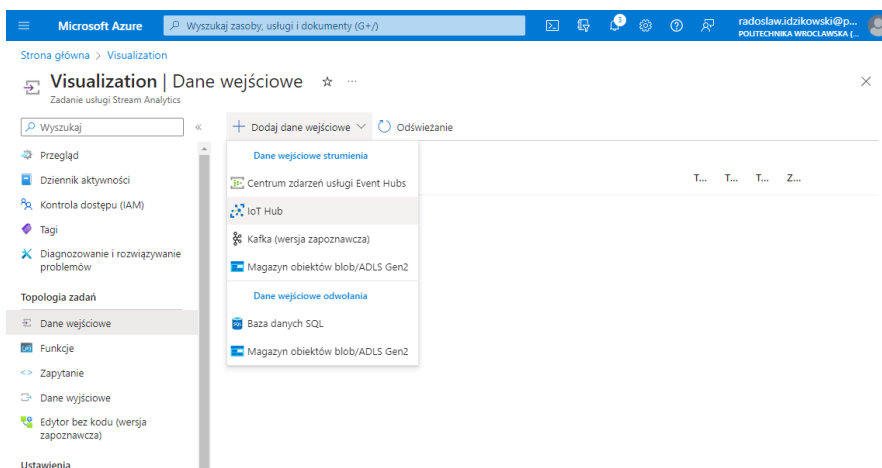 Microsoft Azure
Wyszukaj zasoby, usługi i dokumenty (G+/)
3
radoslaw.idzikowski@p...
POLITECHNIKA WROCLAWSKA (...
Strona główna > Visualization
Visualization | Dane wejściowe
Zadanie usługi Stream Analytics
Wyszukaj
Dodaj dane wejściowe
Odświeżanie
Przegląd
Dziennik aktywności
Kontrola dostępu (IAM)
Tagi
Diagnozowanie i rozwiązywanie
problemów
Topologia zadań
Dane wejściowe
Funkcje
Zapytanie
Dane wyjściowe
Edytor bez kodu (wersja
zapoznawcza)
Ustawienia
Dane wejściowe strumienia
Centrum zdarzeń usługi Event Hubs
IoT Hub
Kafka (wersja zapoznawcza)
Magazyn obiektów blob/ADLS Gen2
Dane wejściowe odwołania
Baza danych SQL
Magazyn obiektów blob/ADLS Gen2
T... T... T... Z...